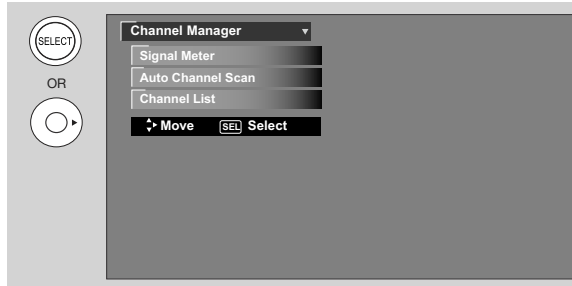 SELECT
OR
Channel Manager
Signal Meter
Auto Channel Scan
Channel List
Move SEL Select